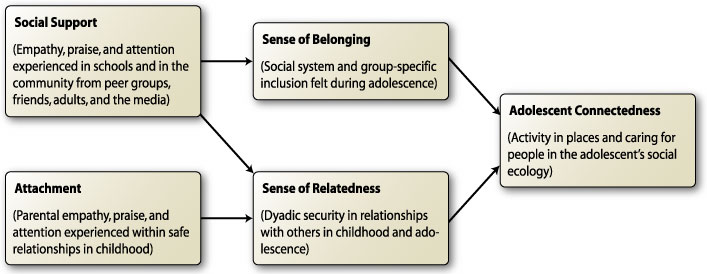 Social Support
(Empathy, praise, and attention
experienced in schools and in the
community from peer groups,
friends, adults, and the media)
Sense of Belonging
(Social system and group-specific
inclusion felt during adolescence)
Adolescent Connectedness
(Activity in places and caring for
people in the adolescent's social
ecology)
Attachment
(Parental empathy, praise, and
attention experienced within safe
relationships in childhood)
Sense of Relatedness
(Dyadic security in relationships
with others in childhood and ado-
lescence)